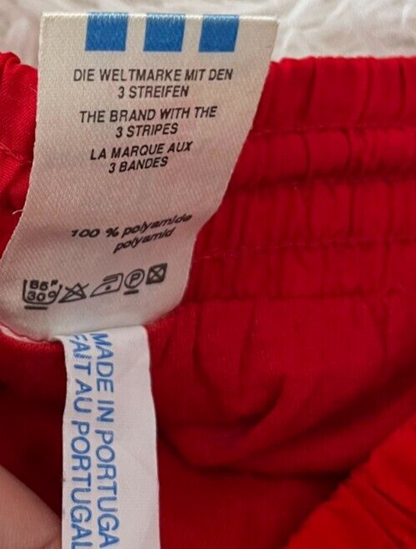 DIE WELTMARKE MIT DEN
3 STREIFEN
THE BRAND WITH THE
3 STRIPES
LA MARQUE AUX
3 BANDES
100 % polyamide
polyamid
30°
P
MADE IN PORTUGA
FAIT AU PORTUGAL